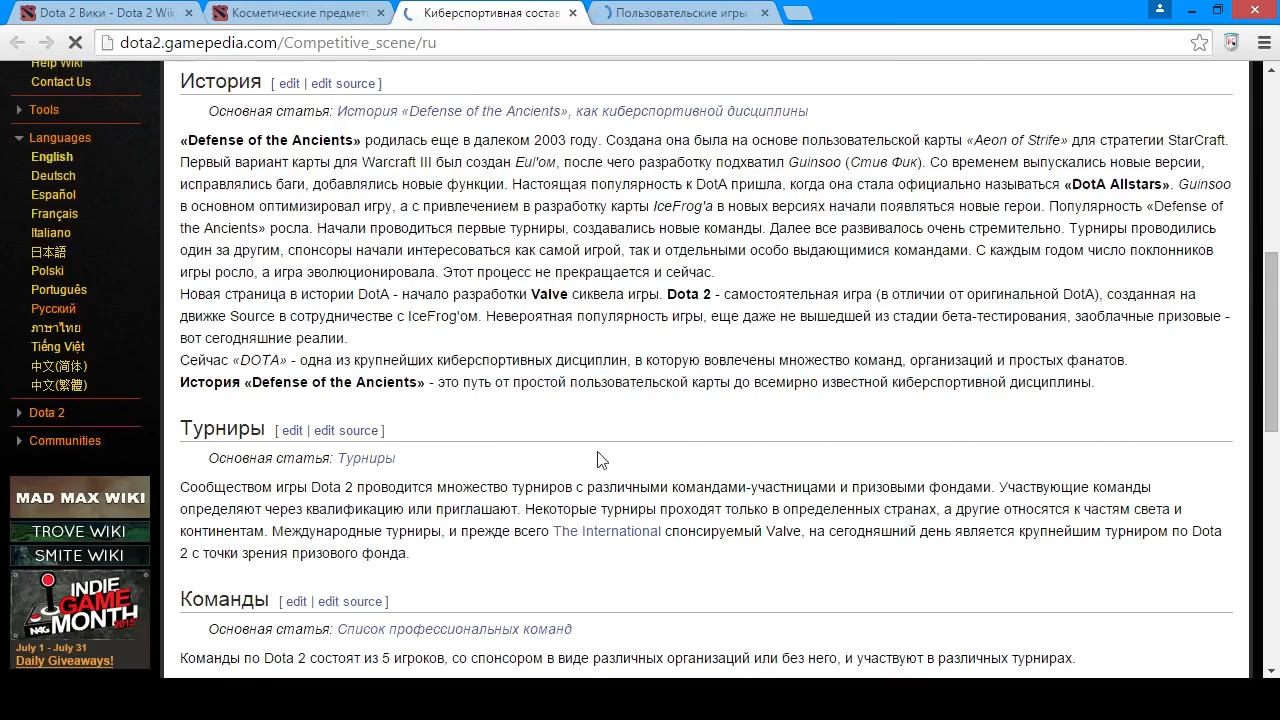 Dota 2 Вики - Dota 2 Wik
Косметические предмет
Киберспортивная состав
Пользовательские игры
dota2.gamepedia.com/Competitive_scene/ru
Help Wiki
Contact Us
Tools
Languages
English
Deutsch
Español
Français
Italiano
日本語
Polski
Português
Русский
ภาษาไทย
Tiếng Việt
中文(简体)
中文(繁體)
Dota 2
Communities
MAD MAX WIKI
TROVE WIKI
SMITE WIKI
INDIE
GAME
MONTH
2015
N4G
July 1 - July 31
Daily Giveaways!
История [ edit | edit source ]
Основная статья: История «Defense of the Ancients», как киберспортивной дисциплины
«Defense of the Ancients» родилась еще в далеком 2003 году. Создана она была на основе пользовательской карты «Aeon of Strife» для стратегии StarCraft.
Первый вариант карты для Warcraft III был создан Eul'ом, после чего разработку подхватил Guinsoo (Стив Фик). Со временем выпускались новые версии,
исправлялись баги, добавлялись новые функции. Настоящая популярность к DotA пришла, когда она стала официально называться «DotA Allstars». Guinsoo
в основном оптимизировал игру, а с привлечением в разработку карты IceFrog'а в новых версиях начали появляться новые герои. Популярность «Defense of
the Ancients» росла. Начали проводиться первые турниры, создавались новые команды. Далее все развивалось очень стремительно. Турниры проводились
один за другим, спонсоры начали интересоваться как самой игрой, так и отдельными особо выдающимися командами. С каждым годом число поклонников
игры росло, а игра эволюционировала. Этот процесс не прекращается и сейчас.
Новая страница в истории DotA - начало разработки Valve сиквела игры. Dota 2 - самостоятельная игра (в отличии от оригинальной DotA), созданная на
движке Source в сотрудничестве с IceFrog'ом. Невероятная популярность игры, еще даже не вышедшей из стадии бета-тестирования, заоблачные призовые -
вот сегодняшние реалии.
Сейчас «DOTA» - одна из крупнейших киберспортивных дисциплин, в которую вовлечены множество команд, организаций и простых фанатов.
История «Defense of the Ancients» - это путь от простой пользовательской карты до всемирно известной киберспортивной дисциплины.
Турниры [ edit | edit source ]
Основная статья: Турниры
Сообществом игры Dota 2 проводится множество турниров с различными командами-участницами и призовыми фондами. Участвующие команды
определяют через квалификацию или приглашают. Некоторые турниры проходят только в определенных странах, а другие относятся к частям света и
континентам. Международные турниры, и прежде всего The International спонсируемый Valve, на сегодняшний день является крупнейшим турниром по Dota
2 с точки зрения призового фонда.
Команды [ edit | edit source ]
Основная статья: Список профессиональных команд
Команды по Dota 2 состоят из 5 игроков, со спонсором в виде различных организаций или без него, и участвуют в различных турнирах.